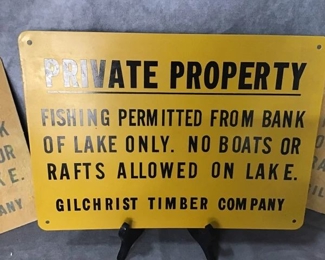 PRIVATE PROPERTY
FISHING PERMITTED FROM BANK
OF LAKE ONLY. NO BOATS OR
RAFTS ALLOWED ON LAKE.
GILCHRIST TIMBER COMPANY